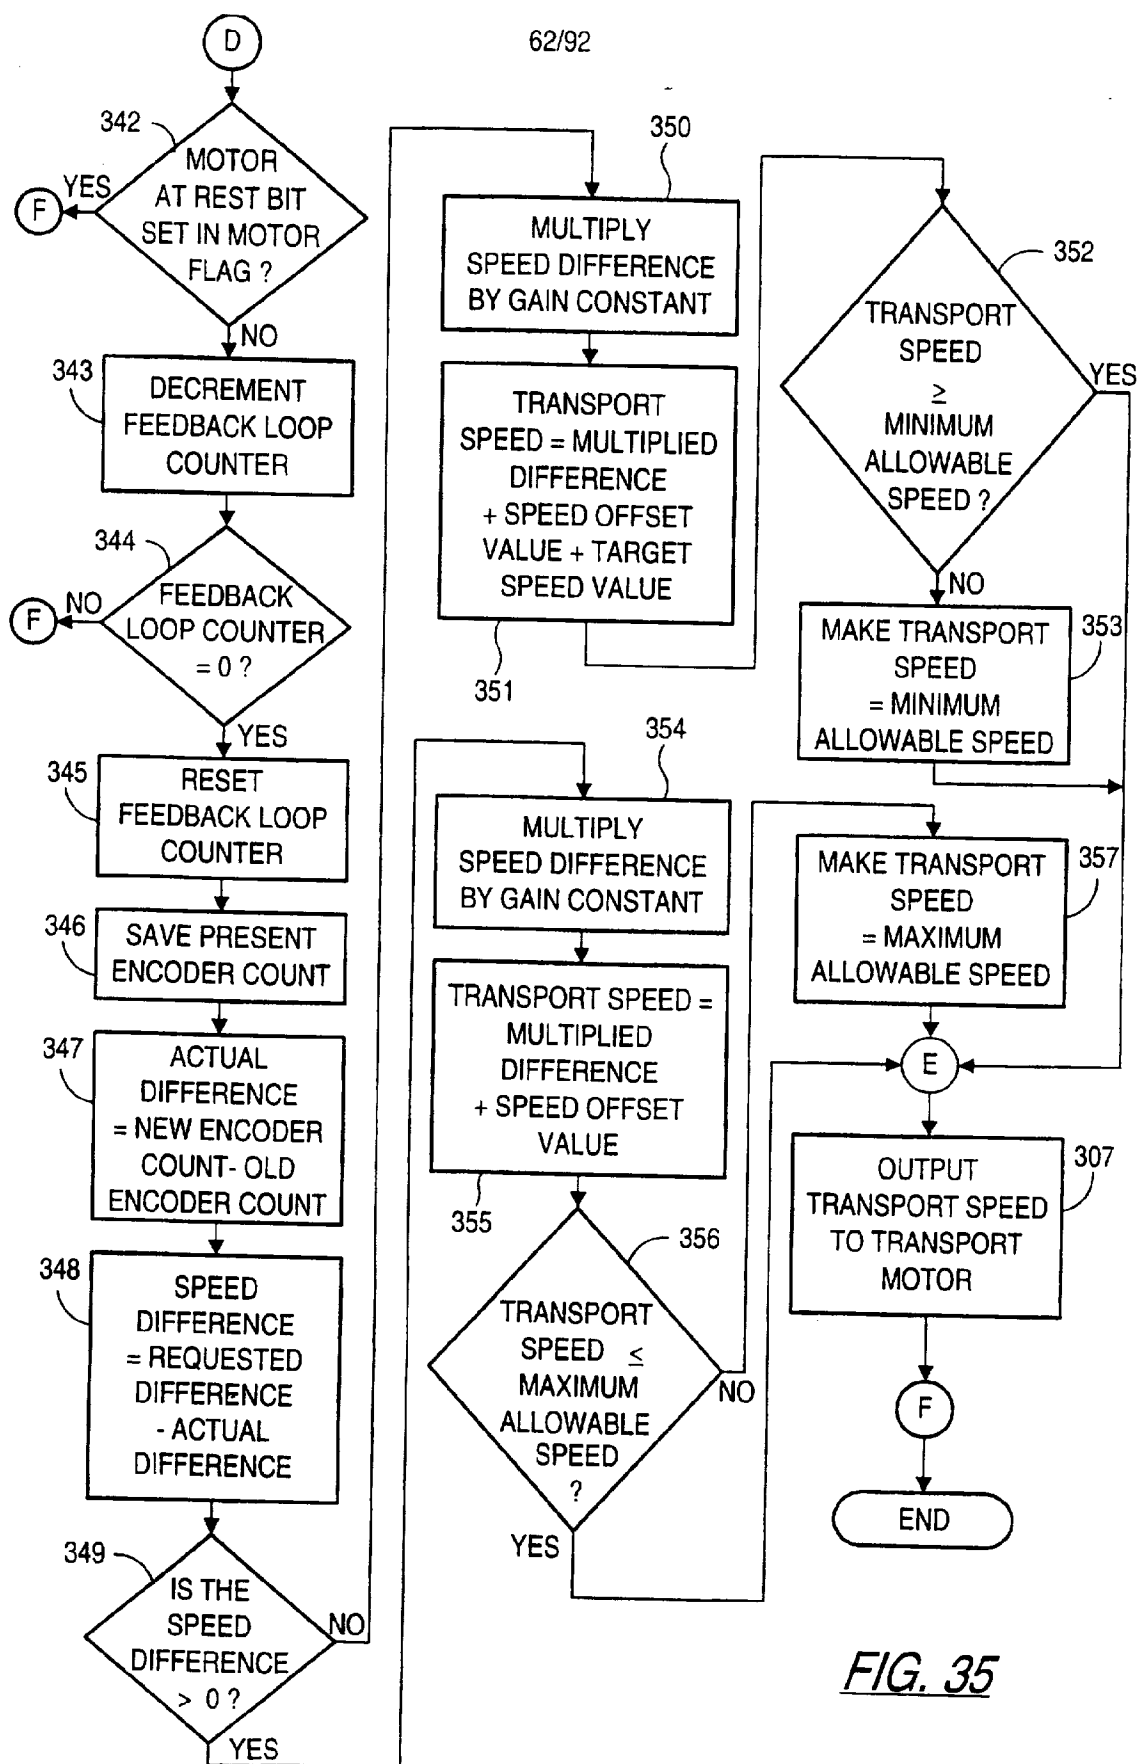 D
62/92
342
MOTOR
AT REST BIT
SET IN MOTOR
FLAG ?
YES
F
NO
343
DECREMENT
FEEDBACK LOOP
COUNTER
344
FEEDBACK
LOOP COUNTER
= 0 ?
NO
F
YES
345
RESET
FEEDBACK LOOP
COUNTER
346
SAVE PRESENT
ENCODER COUNT
347
ACTUAL
DIFFERENCE
= NEW ENCODER
COUNT- OLD
ENCODER COUNT
348
SPEED
DIFFERENCE
= REQUESTED
DIFFERENCE
- ACTUAL
DIFFERENCE
349
IS THE
SPEED
DIFFERENCE
> 0 ?
NO
YES
350
MULTIPLY
SPEED DIFFERENCE
BY GAIN CONSTANT
TRANSPORT
SPEED = MULTIPLIED
DIFFERENCE
+ SPEED OFFSET
VALUE + TARGET
SPEED VALUE
351
352
TRANSPORT
SPEED
≥
MINIMUM
ALLOWABLE
SPEED ?
YES
NO
353
MAKE TRANSPORT
SPEED
= MINIMUM
ALLOWABLE SPEED
354
MULTIPLY
SPEED DIFFERENCE
BY GAIN CONSTANT
TRANSPORT SPEED =
MULTIPLIED
DIFFERENCE
+ SPEED OFFSET
VALUE
355
356
TRANSPORT
SPEED ≤
MAXIMUM
ALLOWABLE
SPEED
?
NO
YES
357
MAKE TRANSPORT
SPEED
= MAXIMUM
ALLOWABLE SPEED
E
307
OUTPUT
TRANSPORT SPEED
TO TRANSPORT
MOTOR
F
END
FIG. 35